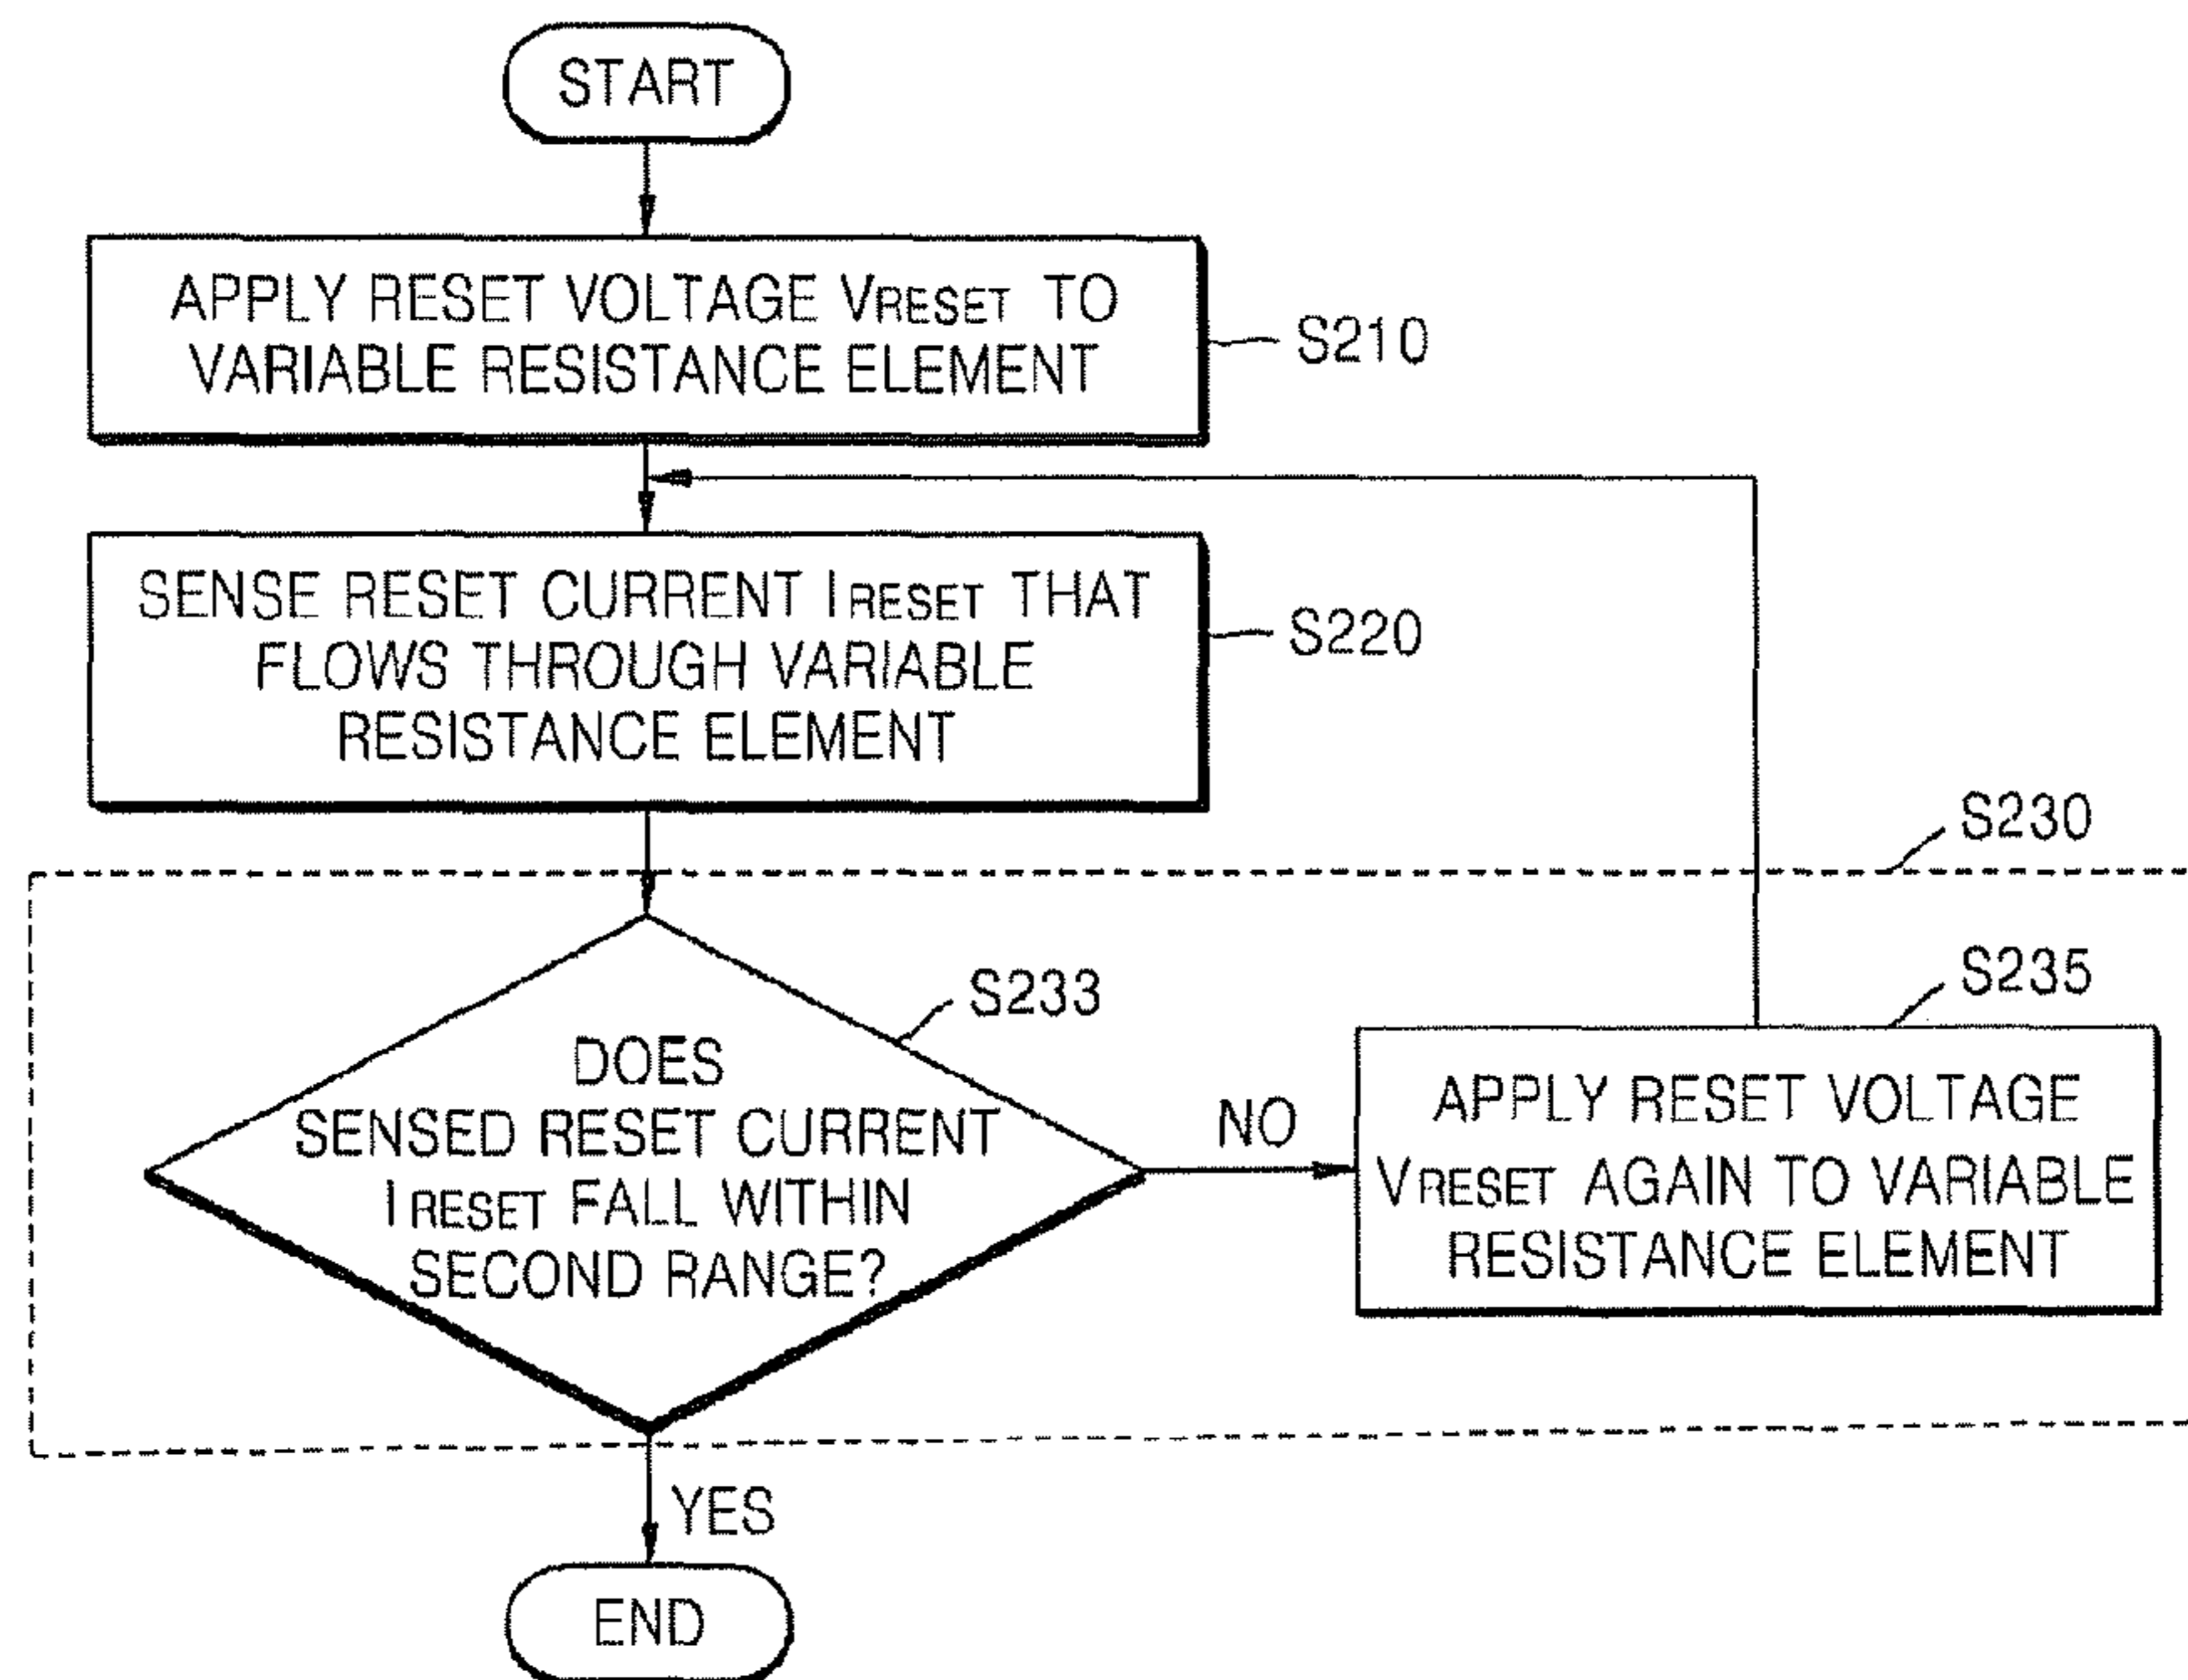 START
APPLY RESET VOLTAGE VRESET TO
VARIABLE RESISTANCE ELEMENT
S210
SENSE RESET CURRENT IRESET THAT
FLOWS THROUGH VARIABLE
RESISTANCE ELEMENT
S220
S230
S233
DOES
SENSED RESET CURRENT
IRESET FALL WITHIN
SECOND RANGE?
NO
S235
APPLY RESET VOLTAGE
VRESET AGAIN TO VARIABLE
RESISTANCE ELEMENT
YES
END